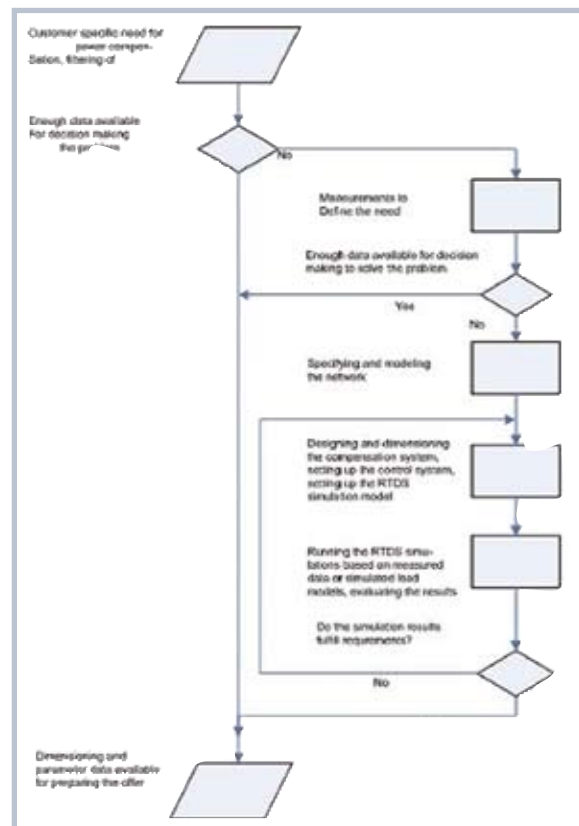 Customer specific need for
power compen-
sation, filtering of
Enough data available
For decision making
the problem
No
Measurements to
Define the need
Enough data available for decision
making to solve the problem
Yes
No
Specifying and modeling
the network
Designing and dimensioning
the compensation system,
setting up the control system,
setting up the RTDS
simulation model
Running the RTDS simu-
lations based on measured
data or simulated load
models, evaluating the results
Do the simulation results
fulfill requirements?
No
Dimensioning and
parameter data available
for preparing the offer